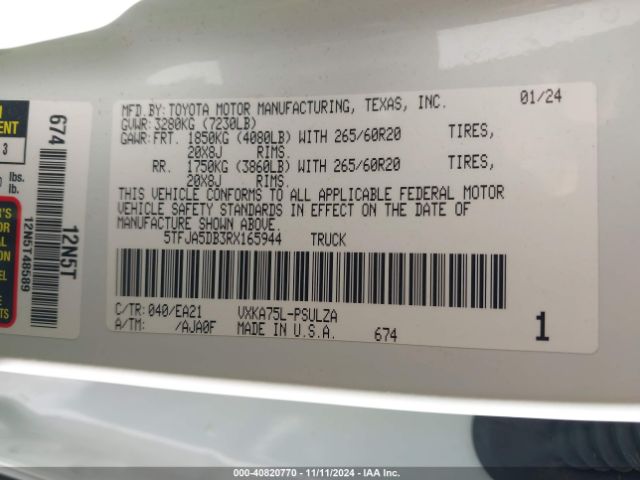 MFD.BY:TOYOTA MOTOR MANUFACTURING, TEXAS, INC. 01/24
GVWR:3280KG (7230LB)
GAWR:FRT. 1850KG (4080LB) WITH 265/60R20 TIRES,
20X8J RIMS.
RR. 1750KG (3860LB) WITH 265/60R20 TIRES,
20X8J RIMS.
THIS VEHICLE CONFORMS TO ALL APPLICABLE FEDERAL MOTOR
VEHICLE SAFETY STANDARDS IN EFFECT ON THE DATE OF
MANUFACTURE SHOWN ABOVE.
5TFJA5DB3RX165944 TRUCK
C/TR:040/EA21 VXKA75L-PSULZA
A/TM: /AJA0F MADE IN U.S.A. 674 1
674
12N5T
12N5T48589
3
lbs.
lb.
000-40820770 - 11/11/2024 - IAA Inc.